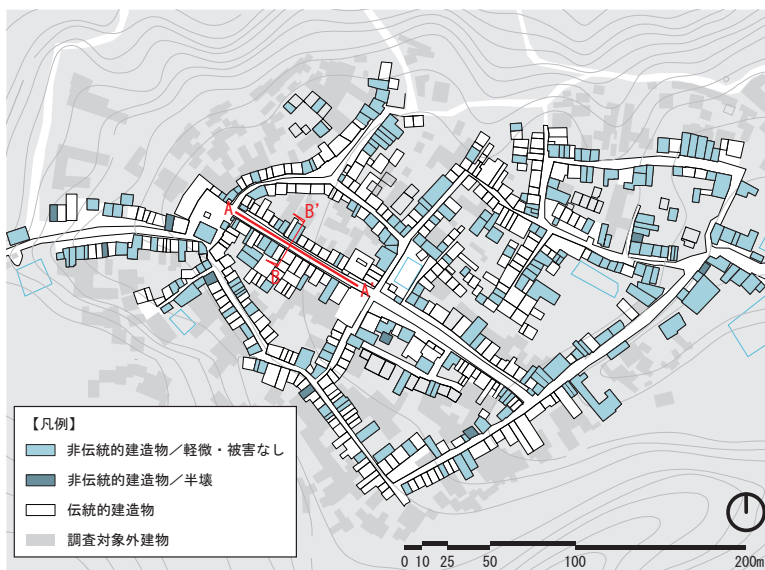 A
B'
B
A'
【凡例】
非伝統的建造物／軽微・被害なし
非伝統的建造物／半壊
伝統的建造物
調査対象外建物
0 10 25 50 100 200m